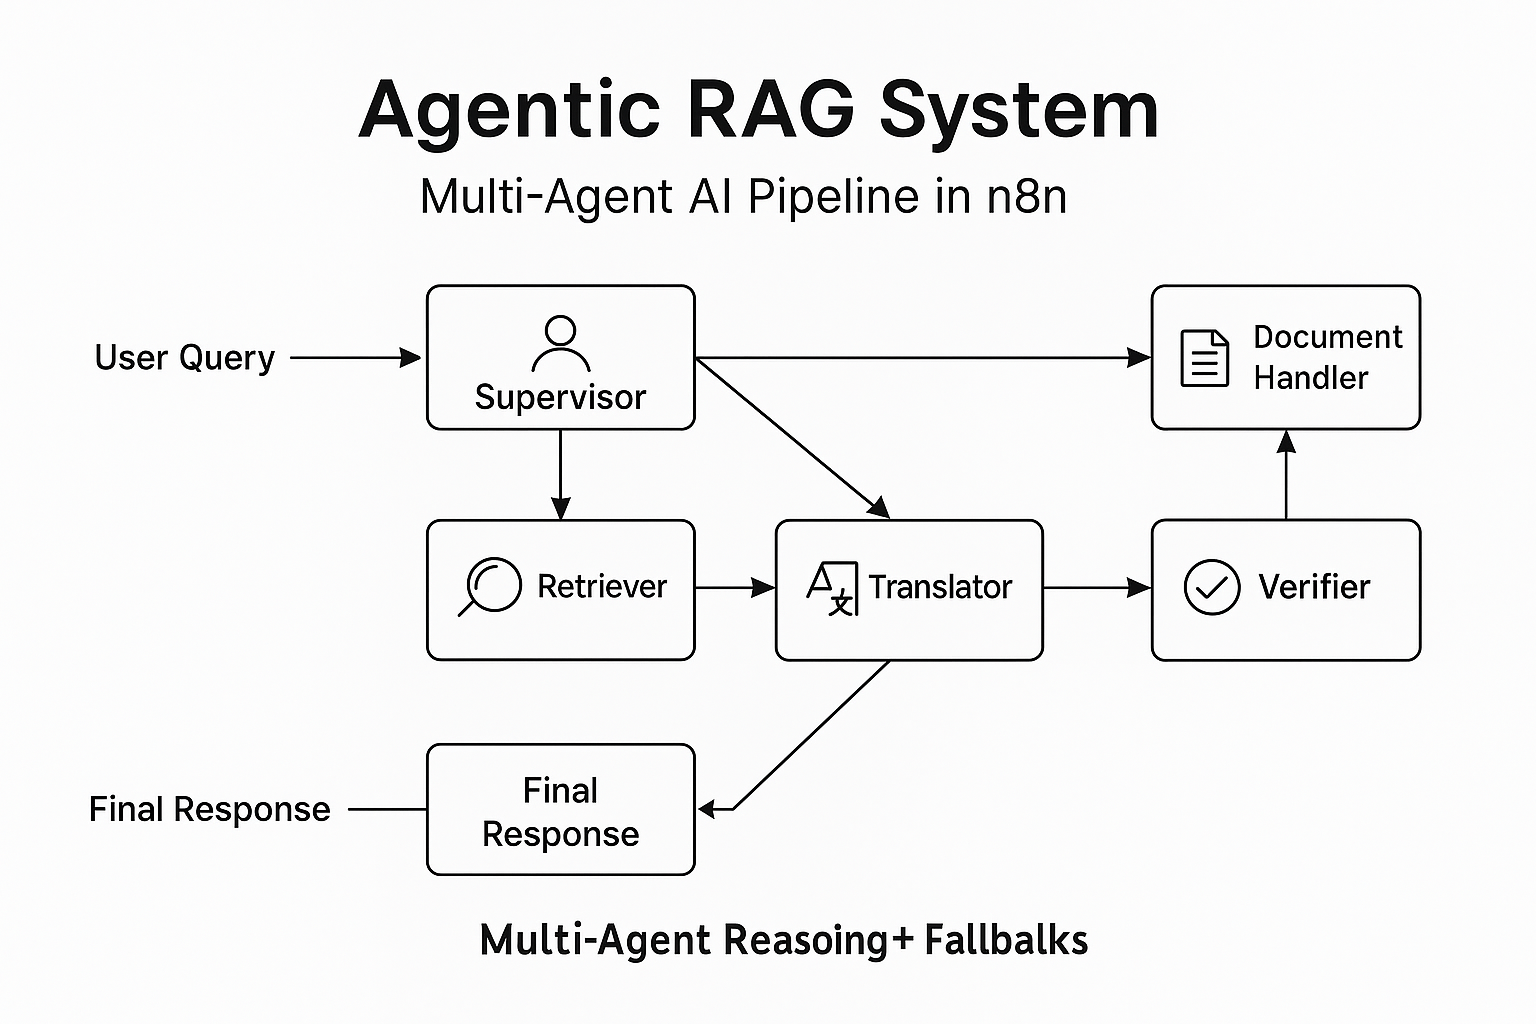 Agentic RAG System
Multi-Agent AI Pipeline in n8n
User Query
Supervisor
Document
Handler
Retriever
Translator
Verifier
Final Response
Final
Response
Multi-Agent Reasoing+ Fallbalks